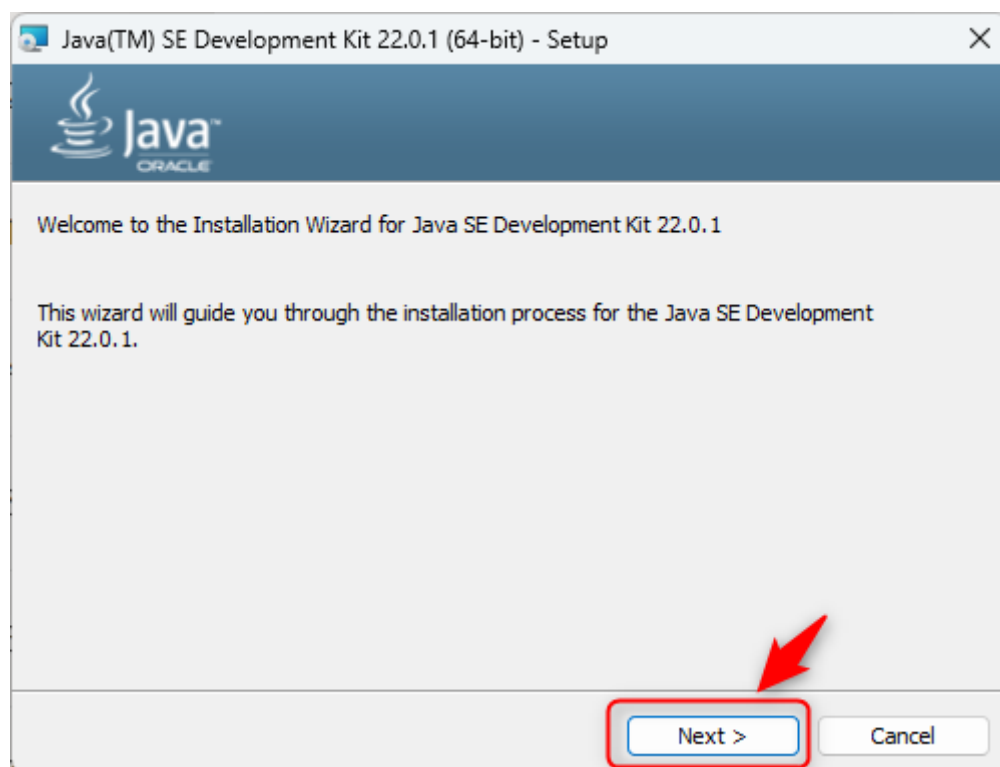 Java(TM) SE Development Kit 22.0.1 (64-bit) - Setup
Java™
ORACLE
Welcome to the Installation Wizard for Java SE Development Kit 22.0.1
This wizard will guide you through the installation process for the Java SE Development
Kit 22.0.1.
Next >
Cancel